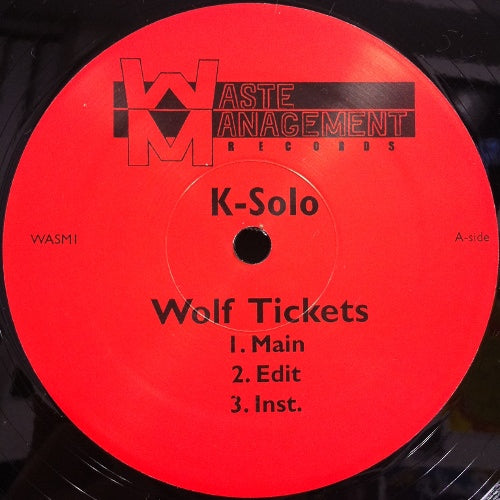 WASTE
MANAGEMENT
RECORDS
K-Solo
WASM1
A-side
Wolf Tickets
1. Main
2. Edit
3. Inst.